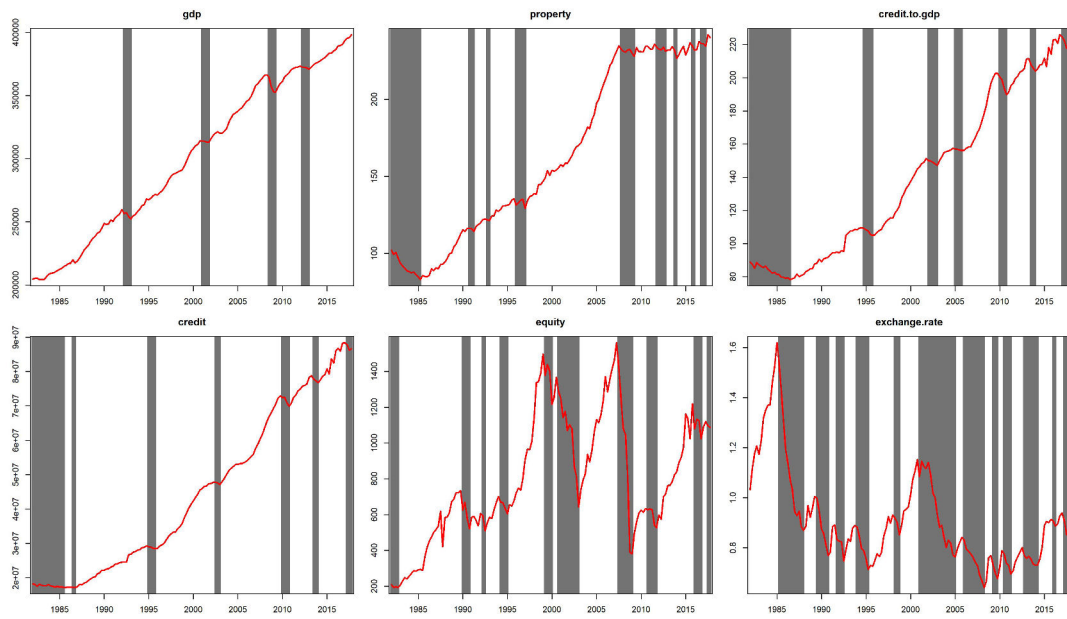 gdp
200000 250000 300000 350000 400000
1985 1990 1995 2000 2005 2010 2015
property
100 150 200
1985 1990 1995 2000 2005 2010 2015
credit.to.gdp
80 100 120 140 160 180 200 220
1985 1990 1995 2000 2005 2010 2015
credit
2e+07 3e+07 4e+07 5e+07 6e+07 7e+07 8e+07 9e+07
1985 1990 1995 2000 2005 2010 2015
equity
200 400 600 800 1000 1400
1985 1990 1995 2000 2005 2010 2015
exchange.rate
0.8 1.0 1.2 1.4 1.6
1985 1990 1995 2000 2005 2010 2015